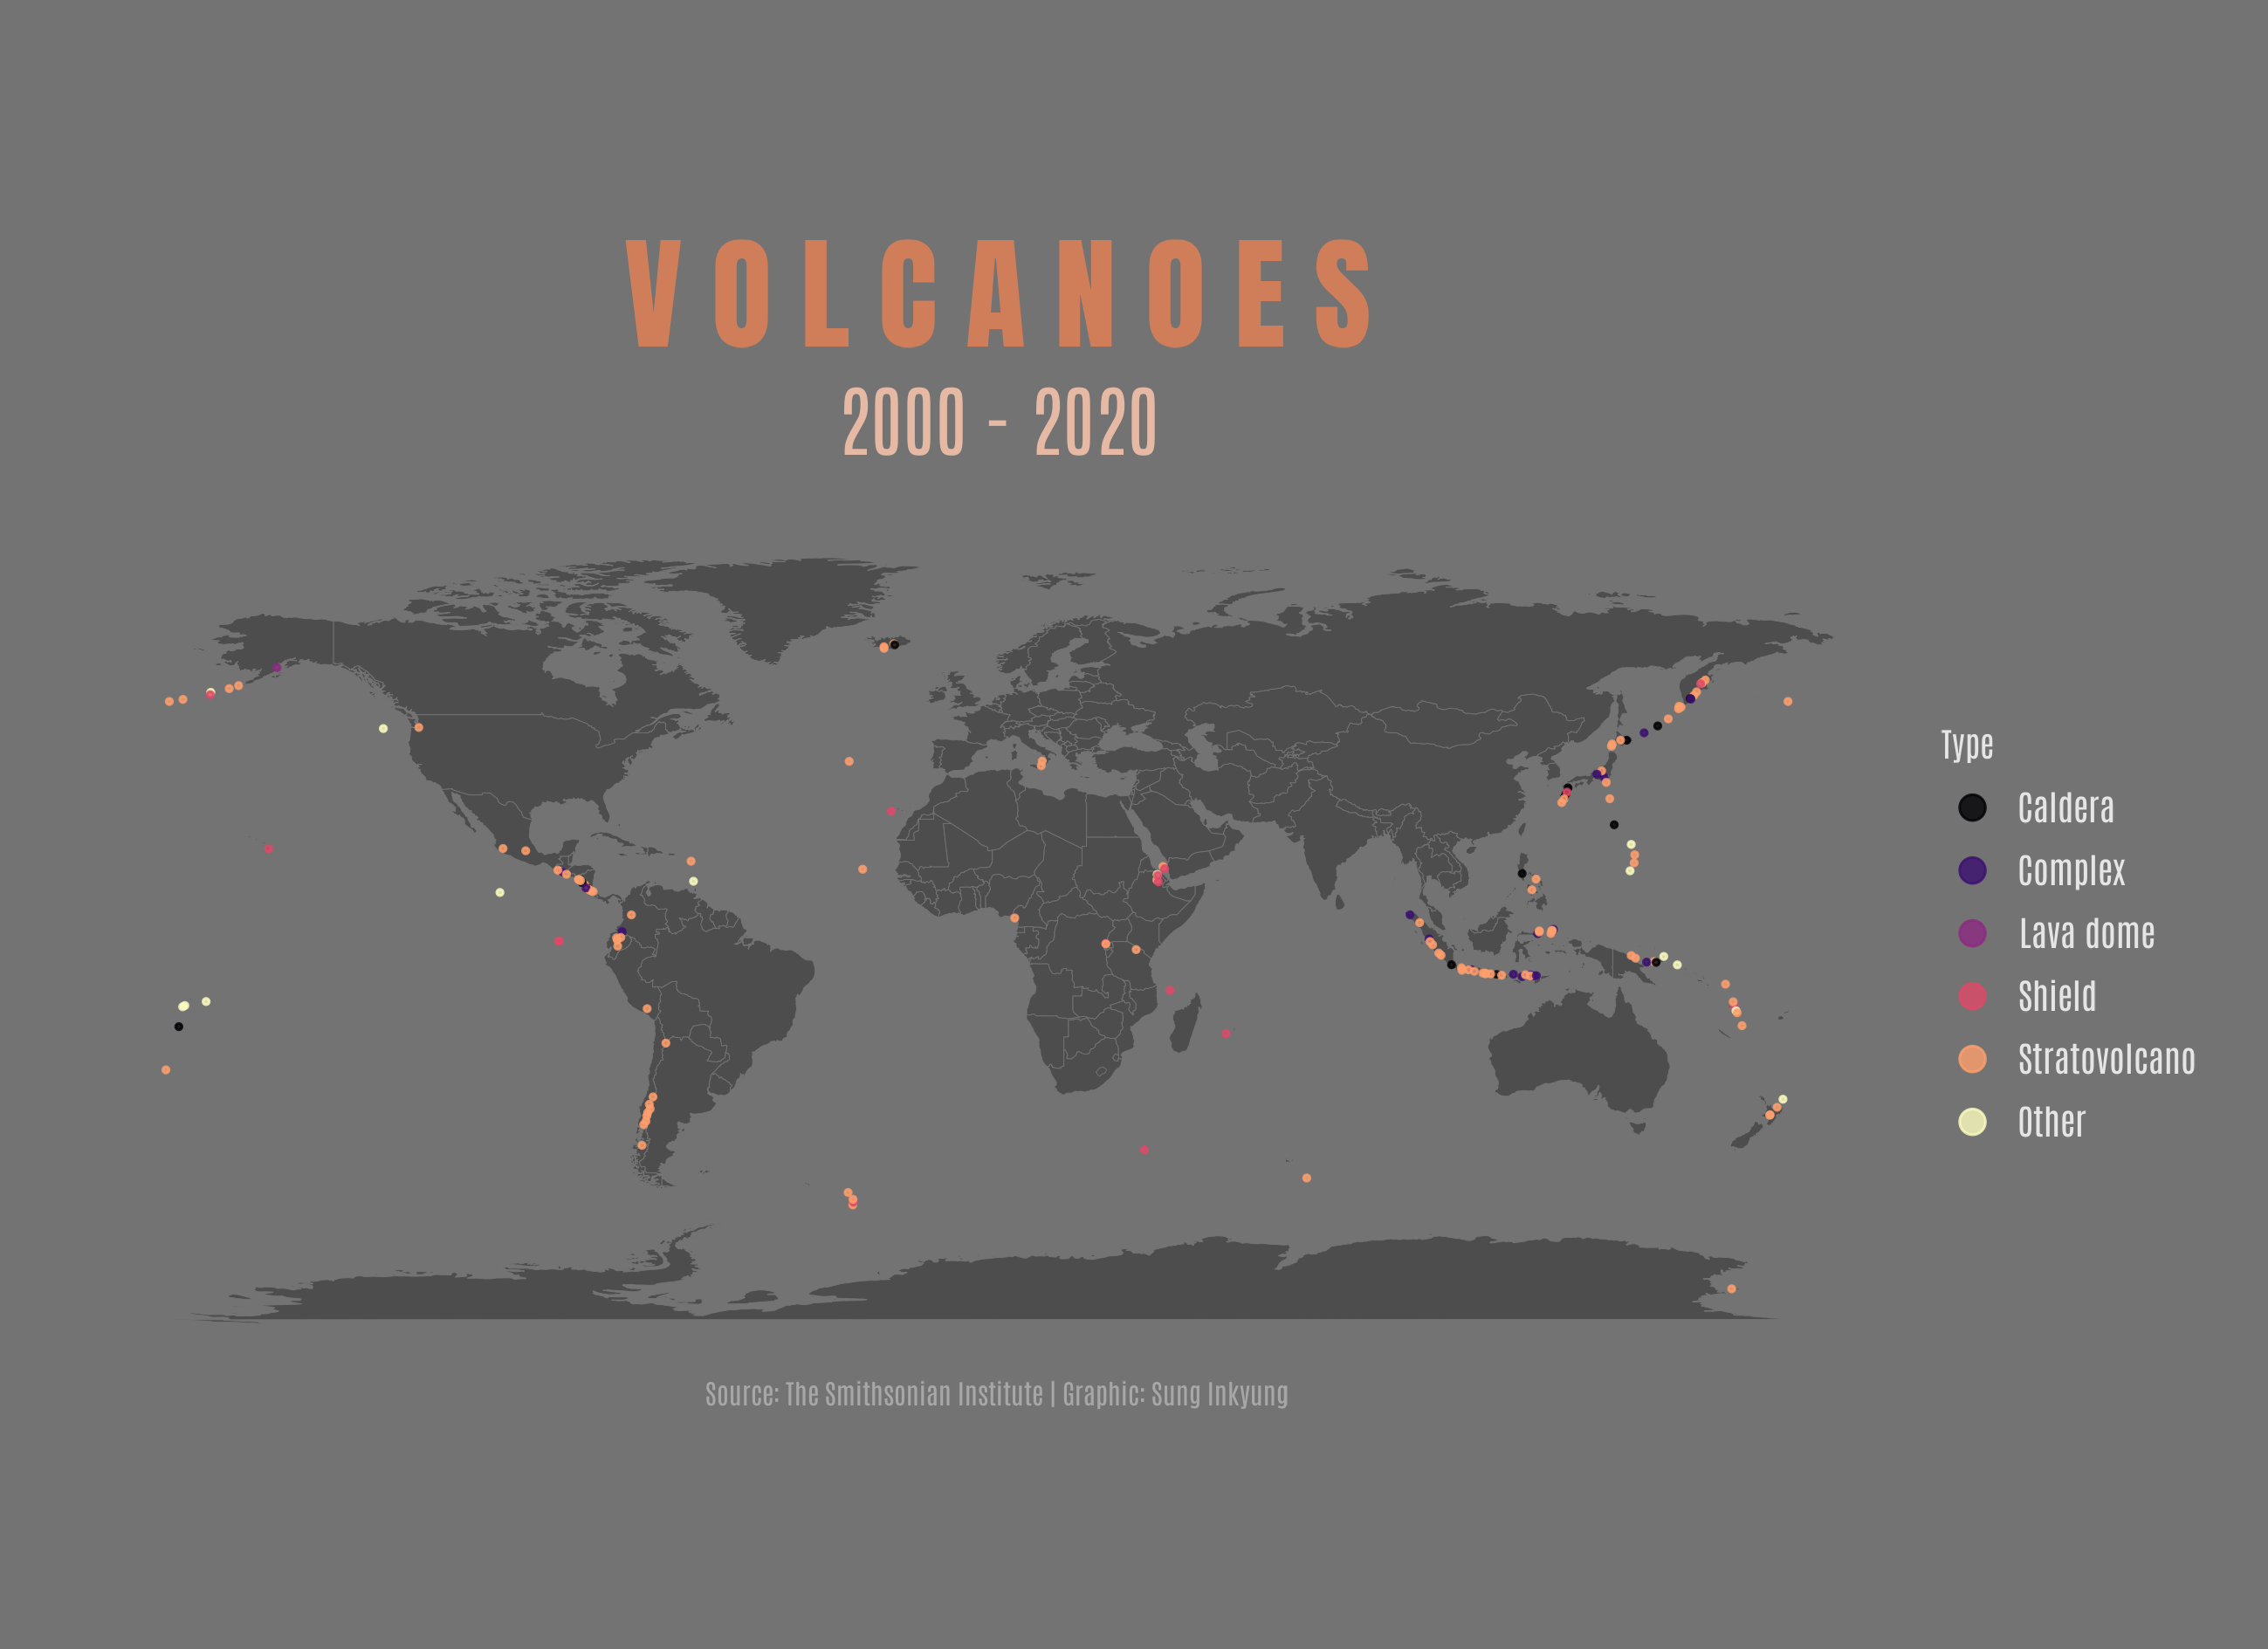 VOLCANOES
2000 - 2020
Type
Caldera
Complex
Lava dome
Shield
Stratovolcano
Other
Source: The Smithsonian Institute | Graphic: Sung Inkyung